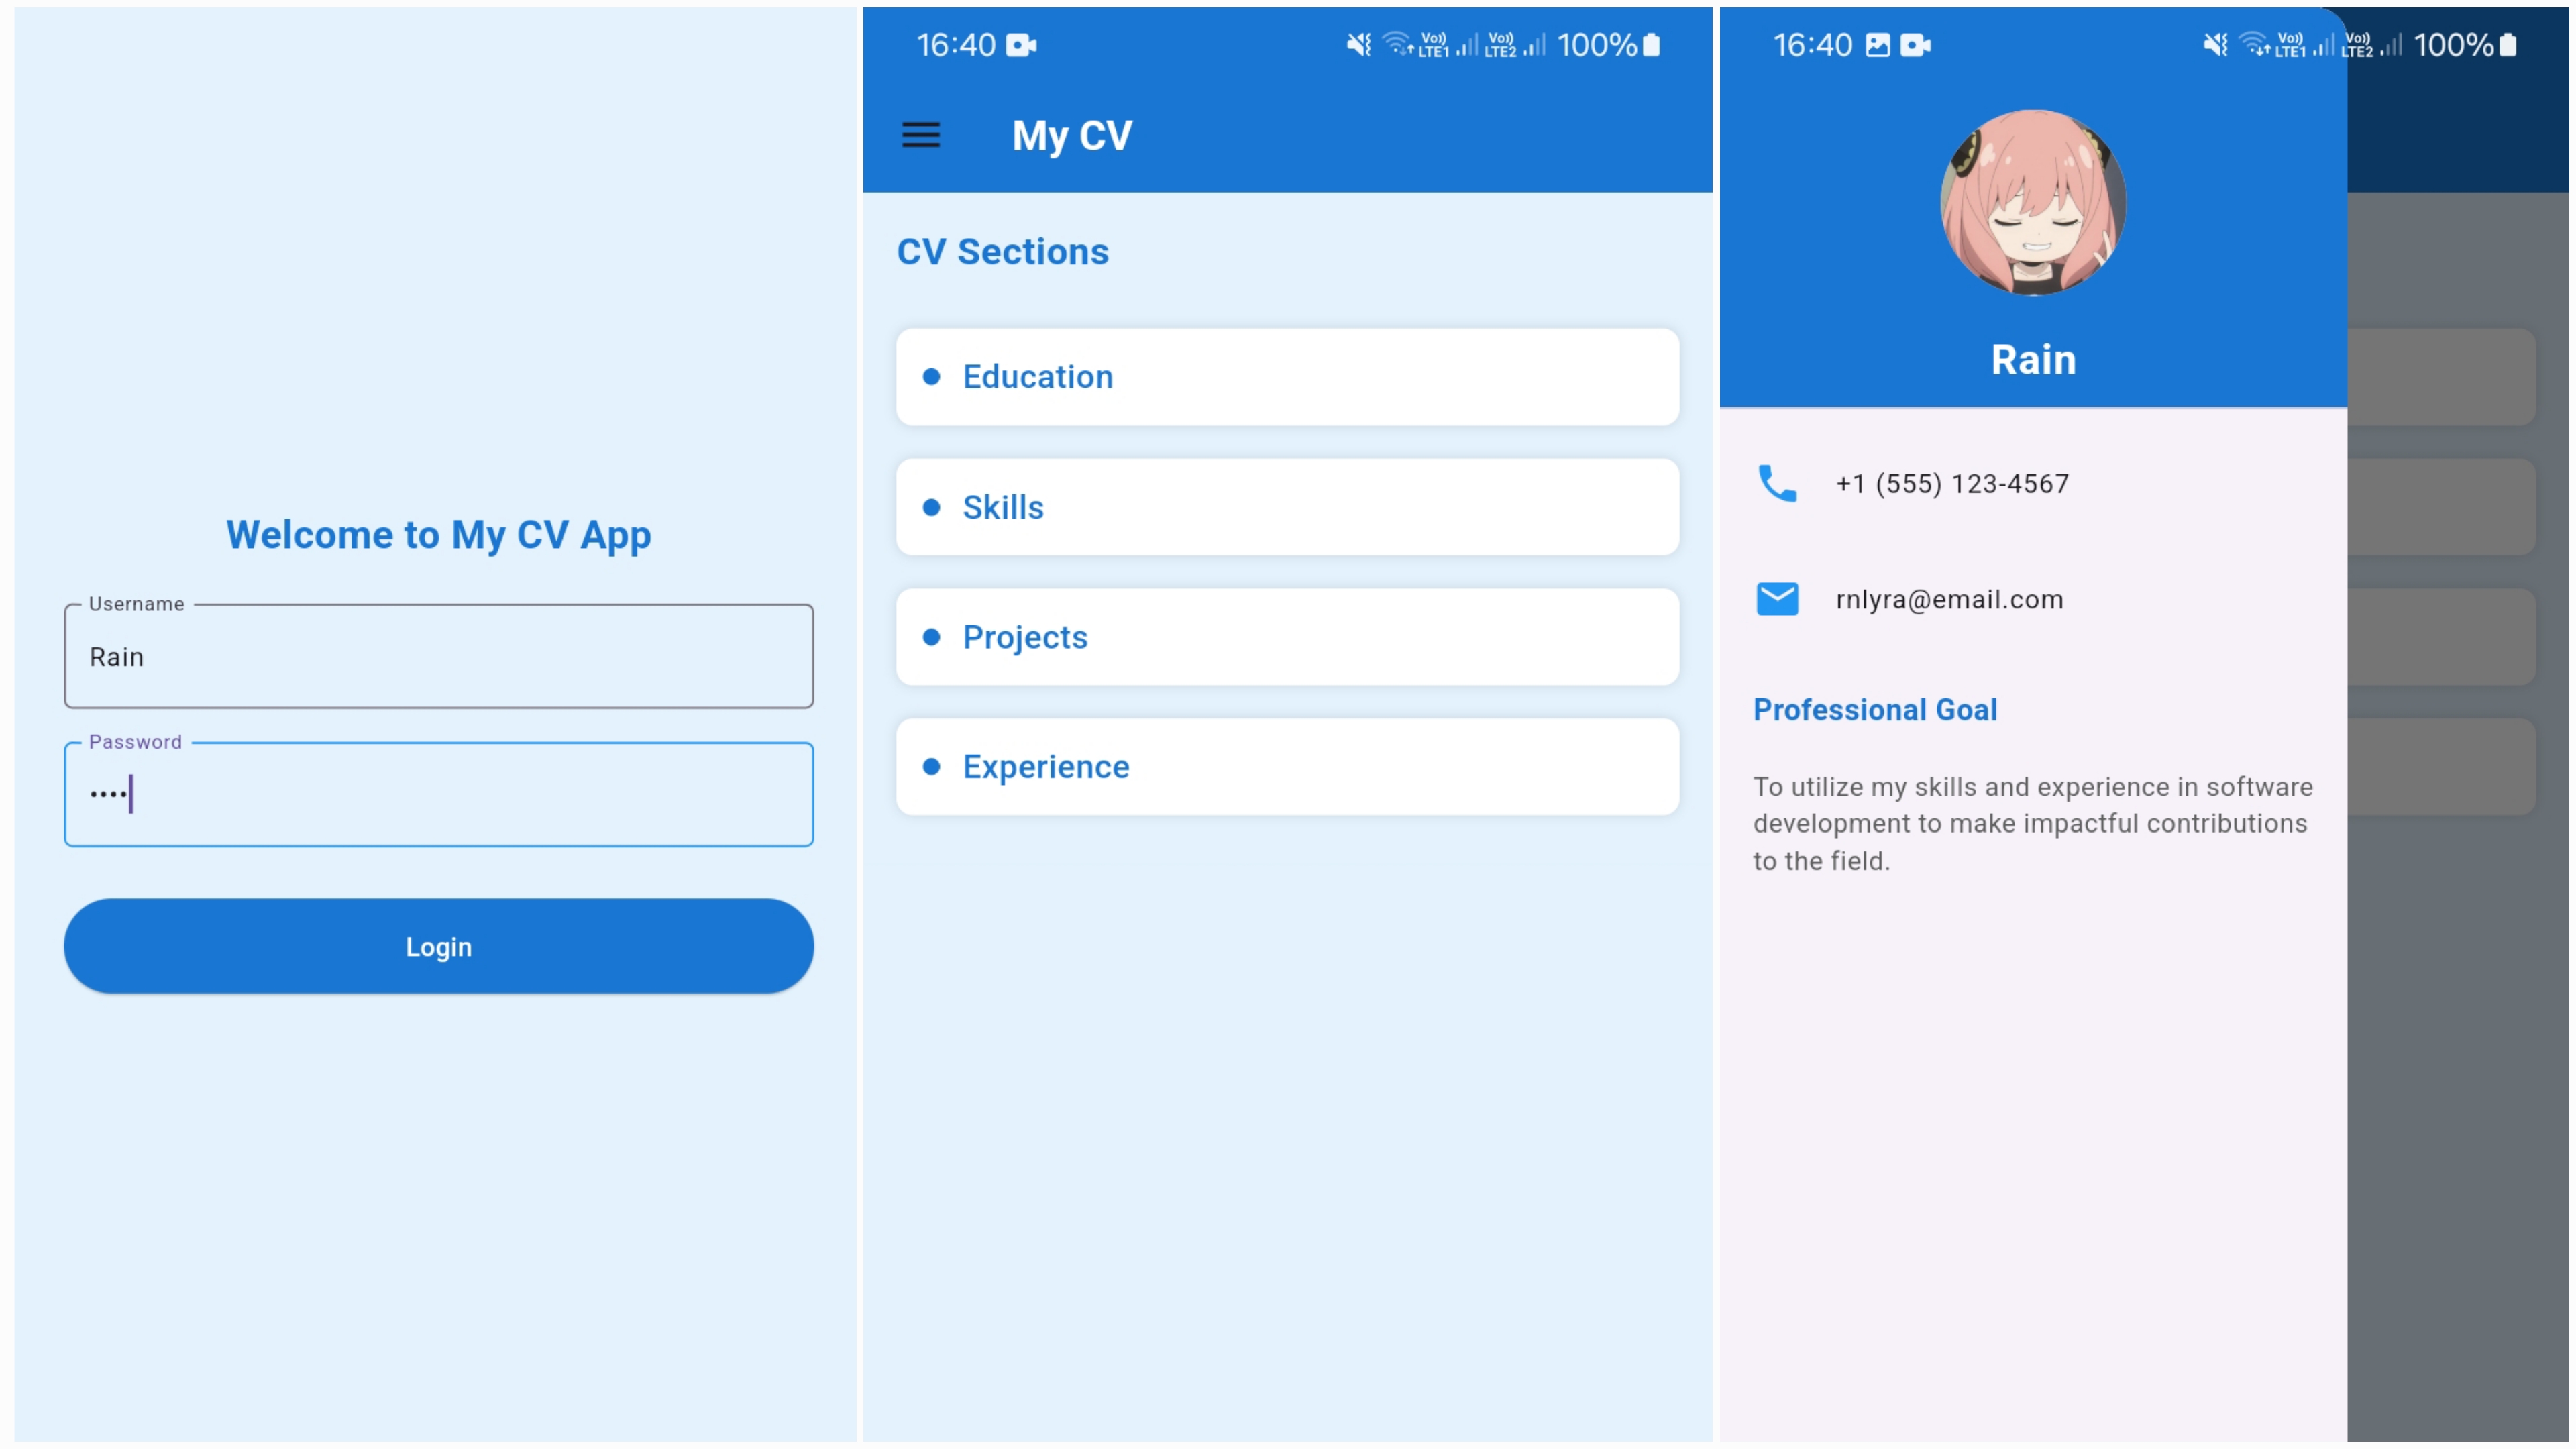 Welcome to My CV App
Username
Rain
Password
••••
Login
16:40 Vo)) LTE1 Vo)) LTE2 100%
My CV
CV Sections
Education
Skills
Projects
Experience
16:40 Vo)) LTE1 Vo)) LTE2 100%
Rain
+1 (555) 123-4567
rnlyra@email.com
Professional Goal
To utilize my skills and experience in software
development to make impactful contributions
to the field.